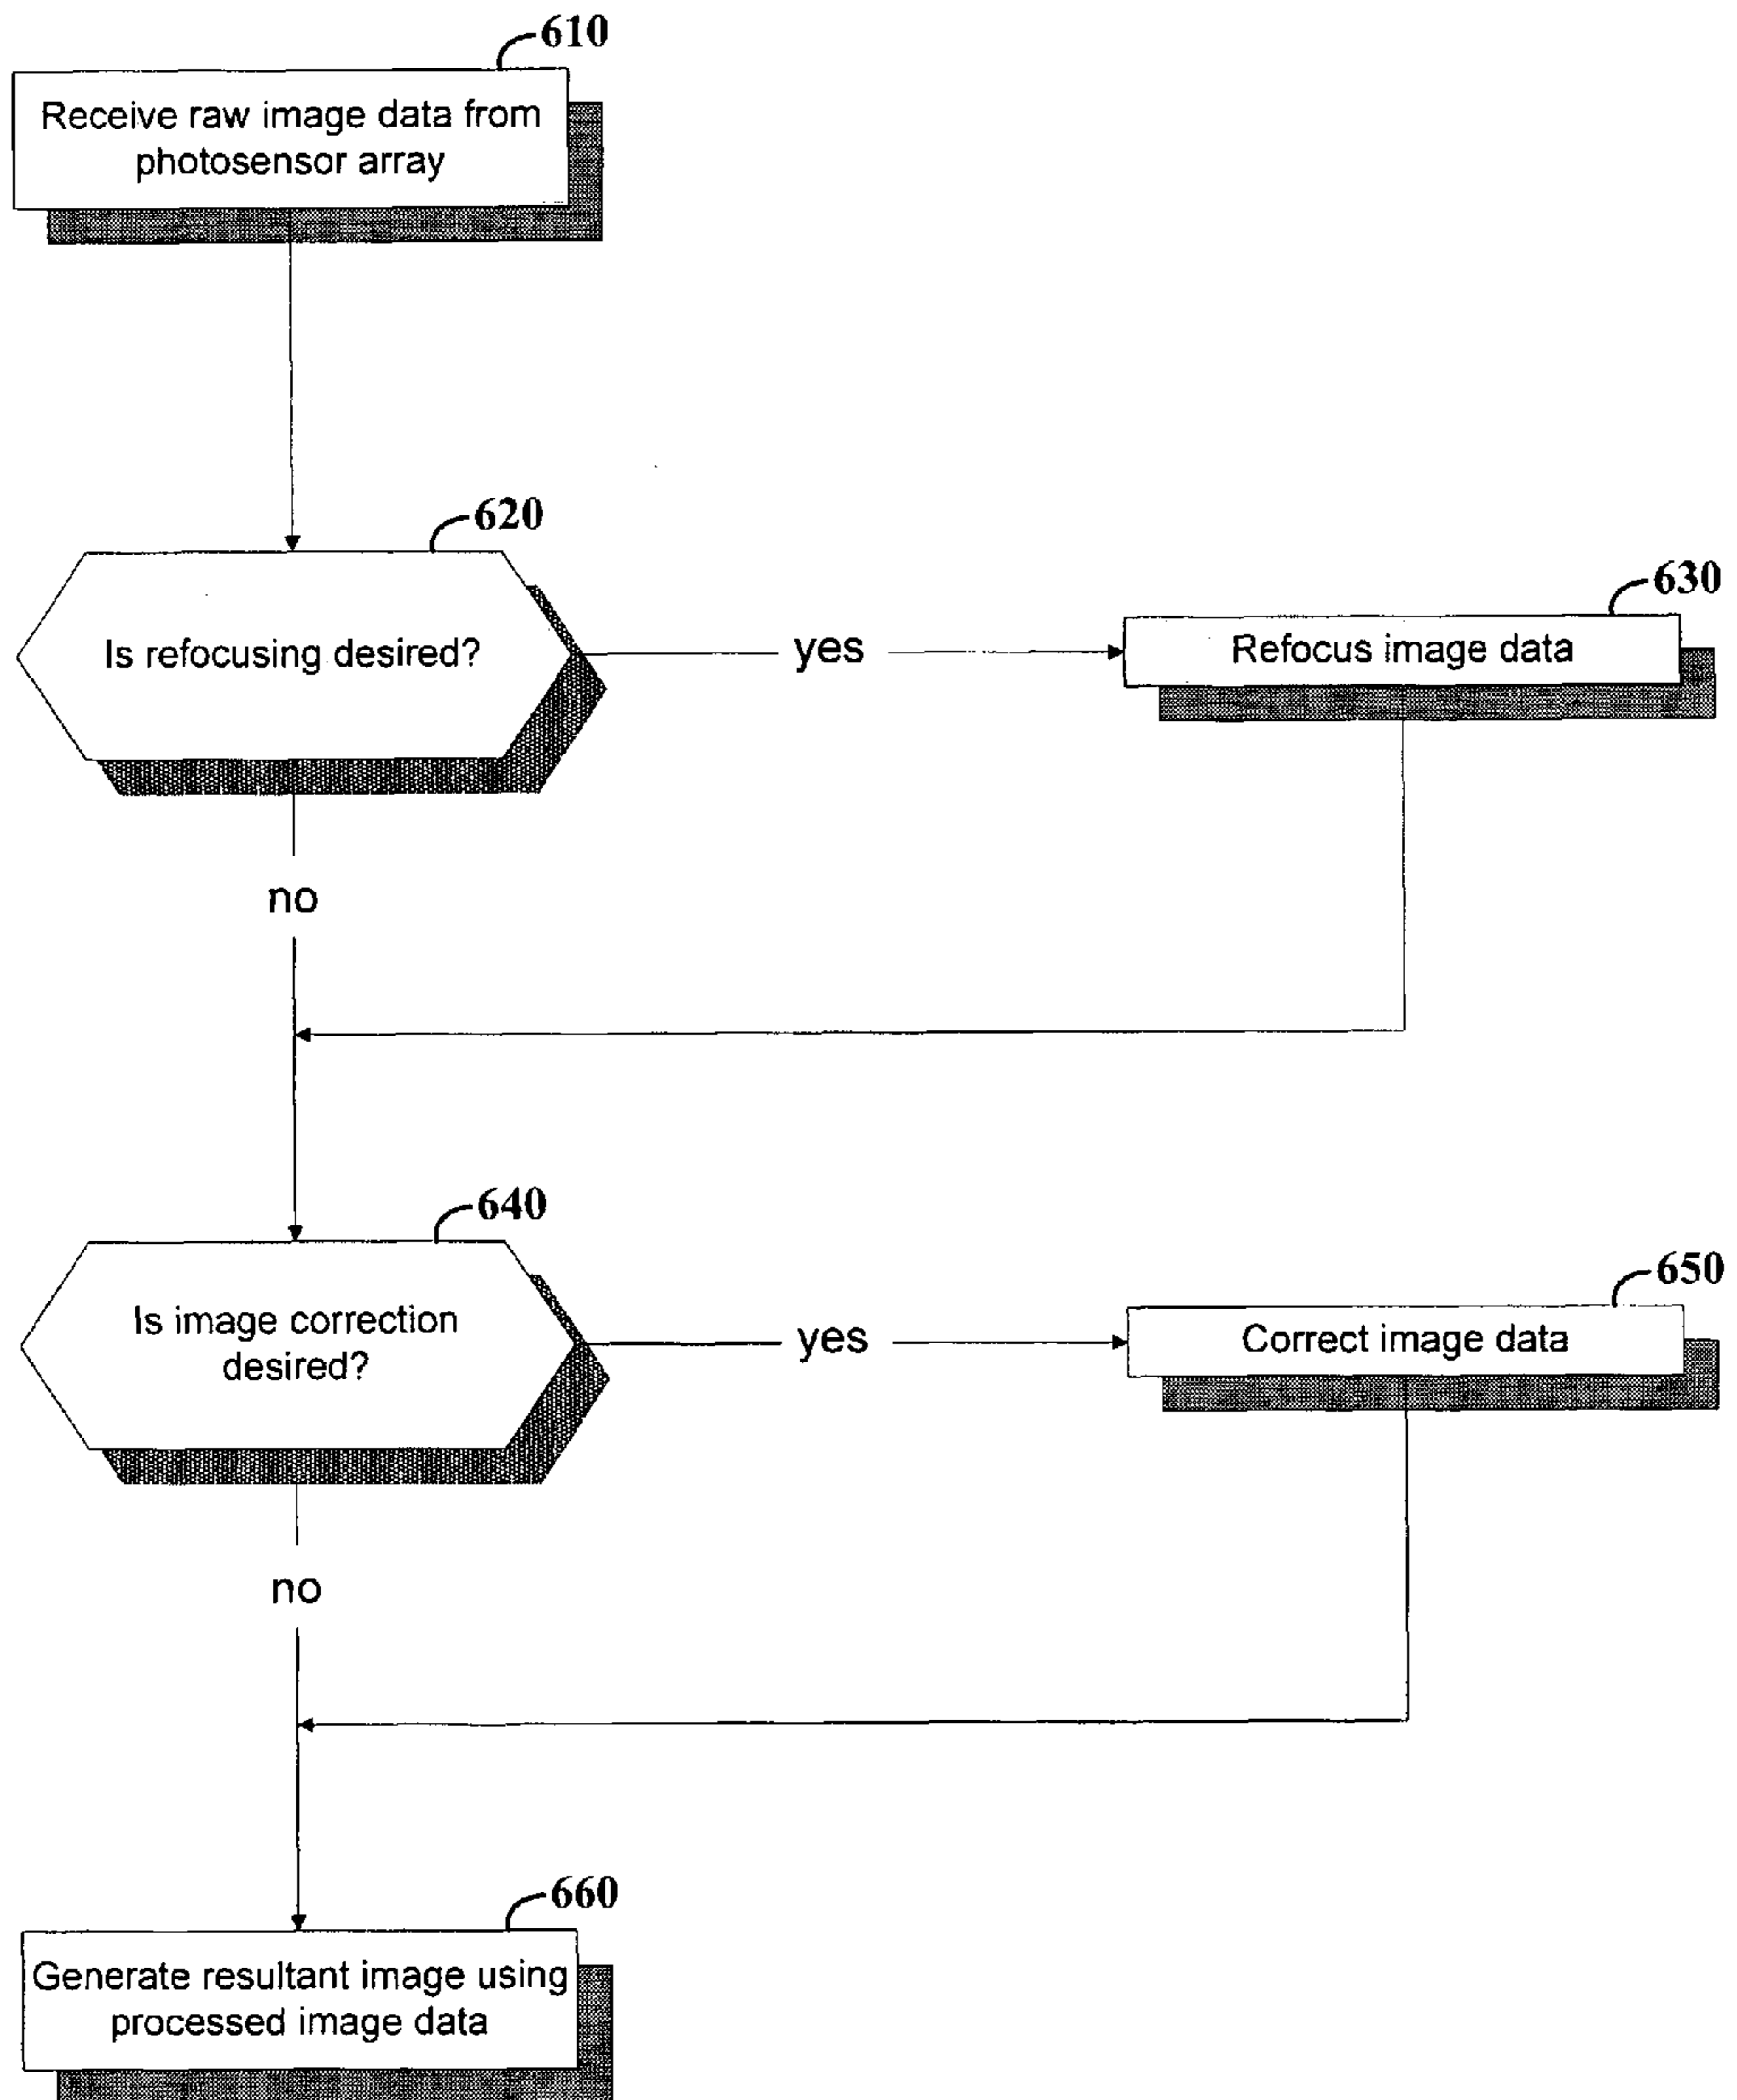 610
Receive raw image data from
photosensor array
620
Is refocusing desired?
yes
630
Refocus image data
no
640
Is image correction
desired?
yes
650
Correct image data
no
660
Generate resultant image using
processed image data